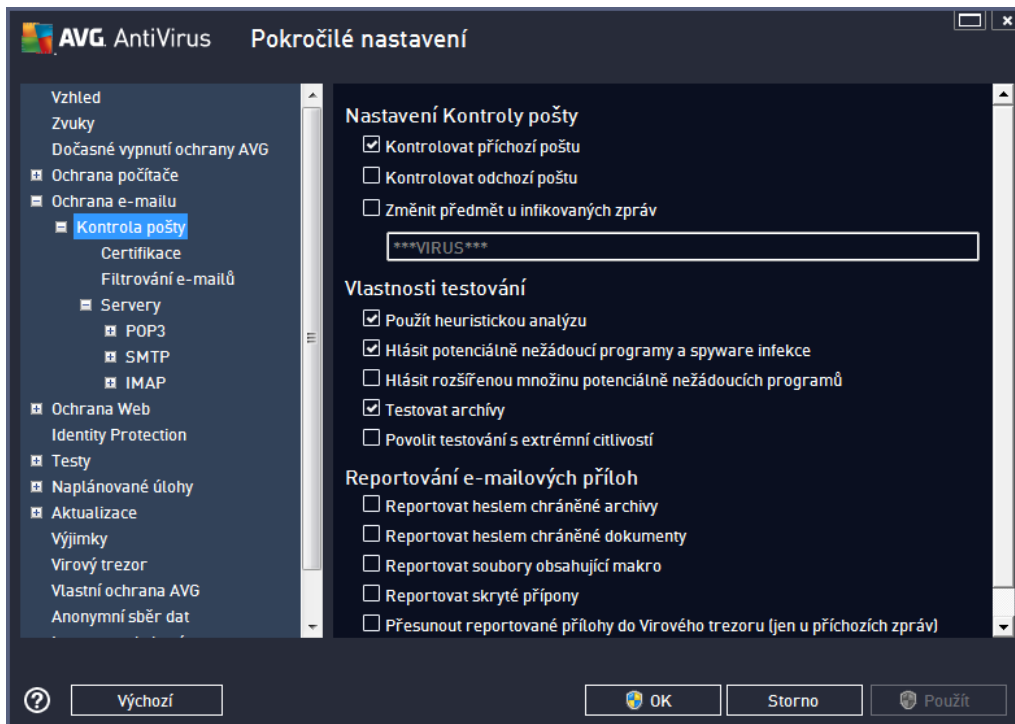 AVG AntiVirus Pokročilé nastavení
Vzhled
Zvuky
Dočasné vypnutí ochrany AVG
Ochrana počítače
Ochrana e-mailu
Kontrola pošty
Certifikace
Filtrování e-mailů
Servery
POP3
SMTP
IMAP
Ochrana Web
Identity Protection
Testy
Naplánované úlohy
Aktualizace
Výjimky
Virový trezor
Vlastní ochrana AVG
Anonymní sběr dat
Nastavení Kontroly pošty
Kontrolovat příchozí poštu
Kontrolovat odchozí poštu
Změnit předmět u infikovaných zpráv
***VIRUS***
Vlastnosti testování
Použít heuristickou analýzu
Hlásit potenciálně nežádoucí programy a spyware infekce
Hlásit rozšířenou množinu potenciálně nežádoucích programů
Testovat archívy
Povolit testování s extrémní citlivostí
Reportování e-mailových příloh
Reportovat heslem chráněné archivy
Reportovat heslem chráněné dokumenty
Reportovat soubory obsahující makro
Reportovat skryté přípony
Přesunout reportované přílohy do Virového trezoru (jen u příchozích zpráv)
Výchozí
OK
Storno
Použít